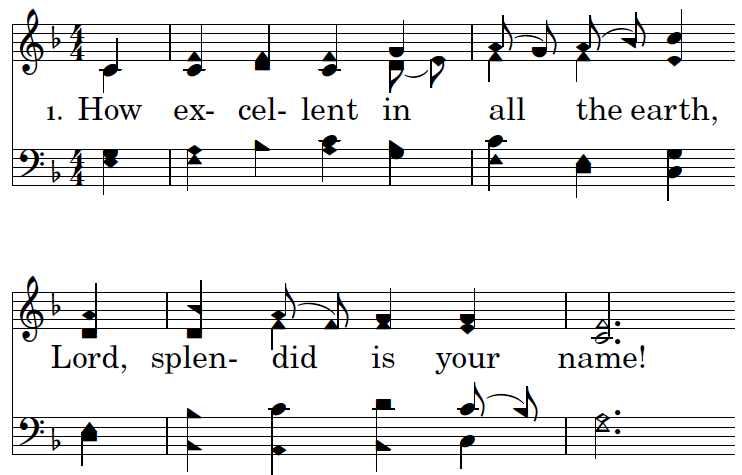 1. How ex- cel- lent in all the earth,
Lord, splen- did is your name!